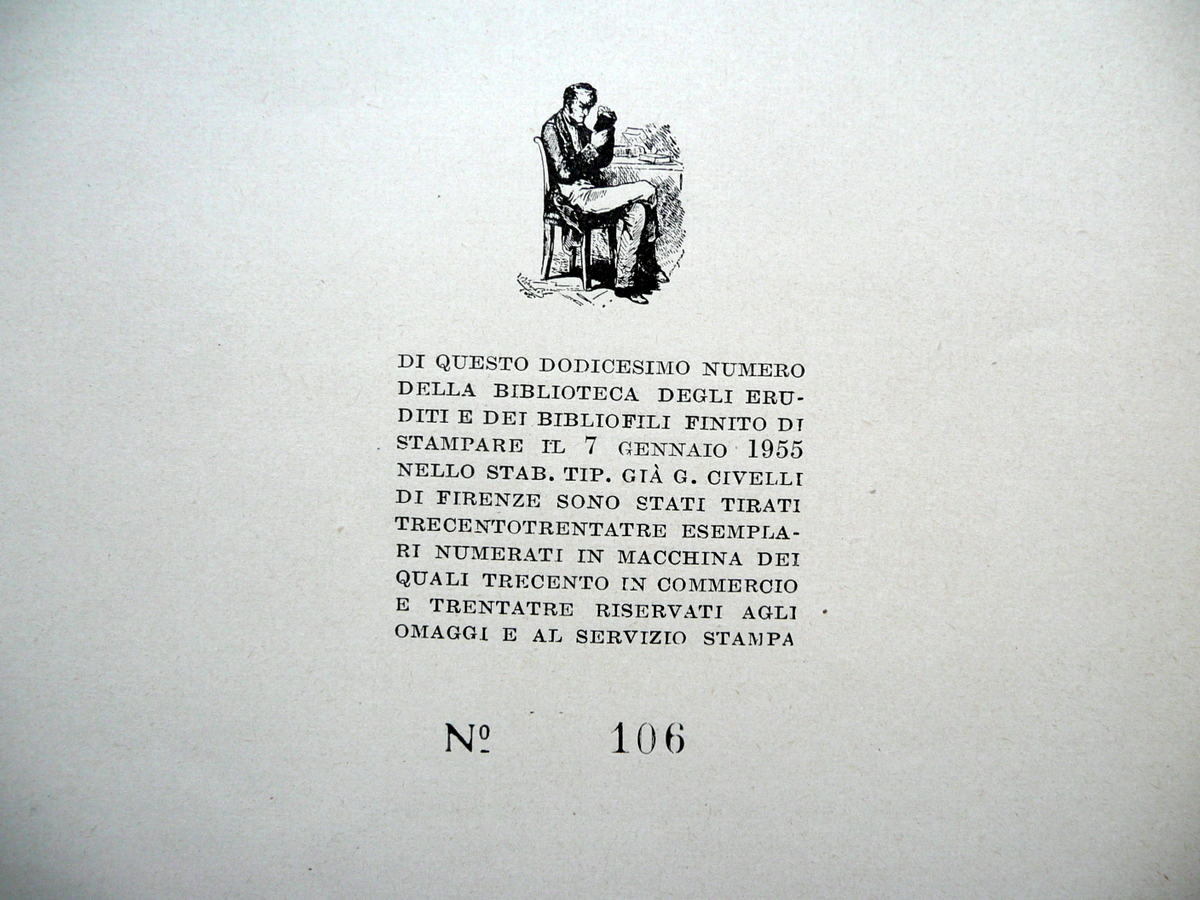 DI QUESTO DODICESIMO NUMERO
DELLA BIBLIOTECA DEGLI ERU-
DITI E DEI BIBLIOFILI FINITO DI
STAMPARE IL 7 GENNAIO 1955
NELLO STAB. TIP. GIÀ G. CIVELLI
DI FIRENZE SONO STATI TIRATI
TRECENTOTRENTATRE ESEMPLA-
RI NUMERATI IN MACCHINA DEI
QUALI TRECENTO IN COMMERCIO
E TRENTATRE RISERVATI AGLI
OMAGGI E AL SERVIZIO STAMPA
Nº 106